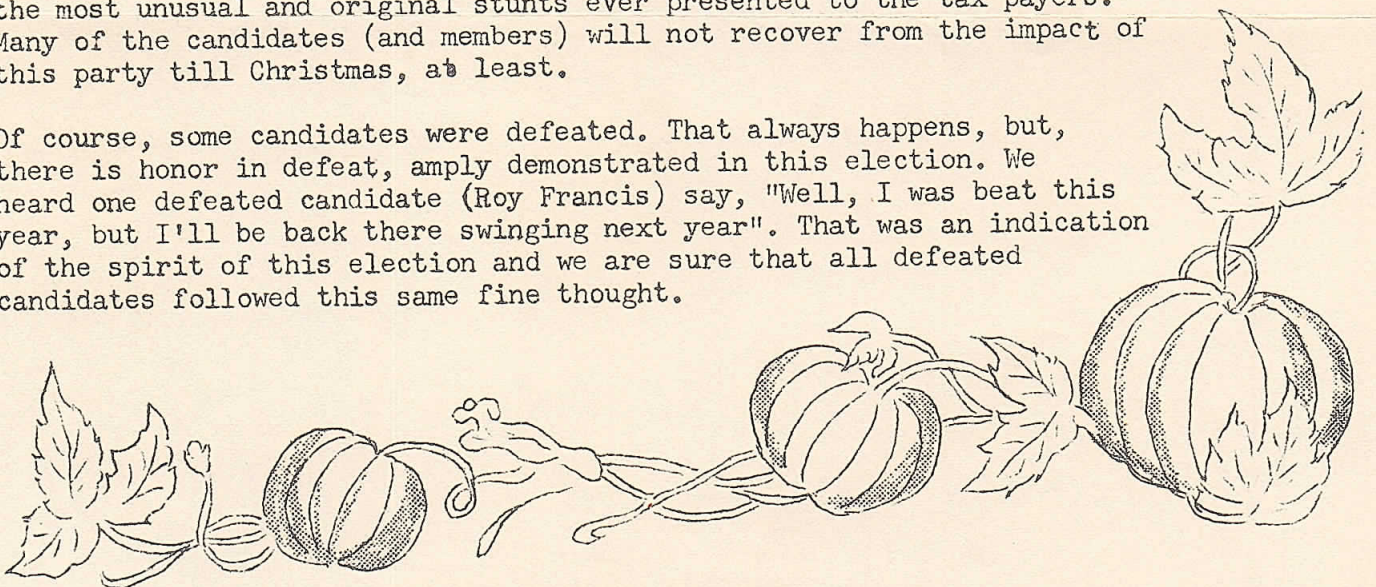 the most unusual and original stunts ever presented to the tax payers.
Many of the candidates (and members) will not recover from the impact of
this party till Christmas, at least.
Of course, some candidates were defeated. That always happens, but,
there is honor in defeat, amply demonstrated in this election. We
heard one defeated candidate (Roy Francis) say, "Well, I was beat this
year, but I'll be back there swinging next year". That was an indication
of the spirit of this election and we are sure that all defeated
candidates followed this same fine thought.